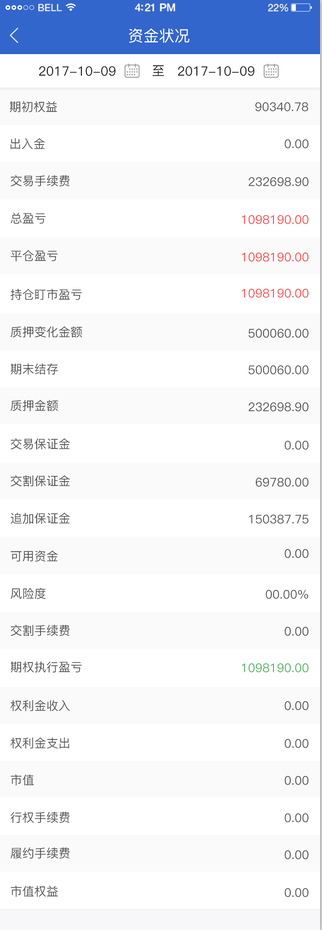 BELL 4:21 PM 22%
资金状况
2017-10-09 至 2017-10-09
期初权益 90340.78
出入金 0.00
交易手续费 232698.90
总盈亏 1098190.00
平仓盈亏 1098190.00
持仓盯市盈亏 1098190.00
质押变化金额 500060.00
期末结存 500060.00
质押金额 232698.90
交易保证金 0.00
交割保证金 69780.00
追加保证金 150387.75
可用资金 0.00
风险度 00.00%
交割手续费 0.00
期权执行盈亏 1098190.00
权利金收入 0.00
权利金支出 0.00
市值 0.00
行权手续费 0.00
履约手续费 0.00
市值权益 0.00